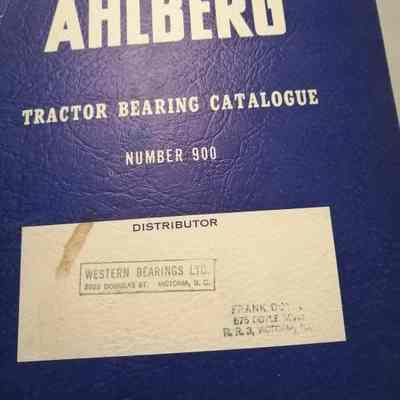 AHLBERG
TRACTOR BEARING CATALOGUE
NUMBER 900
DISTRIBUTOR
WESTERN BEARINGS LTD.
DOUGLAS ST. VICTORIA, B. C.
FRANK
R. R. 3, VICTORIA,